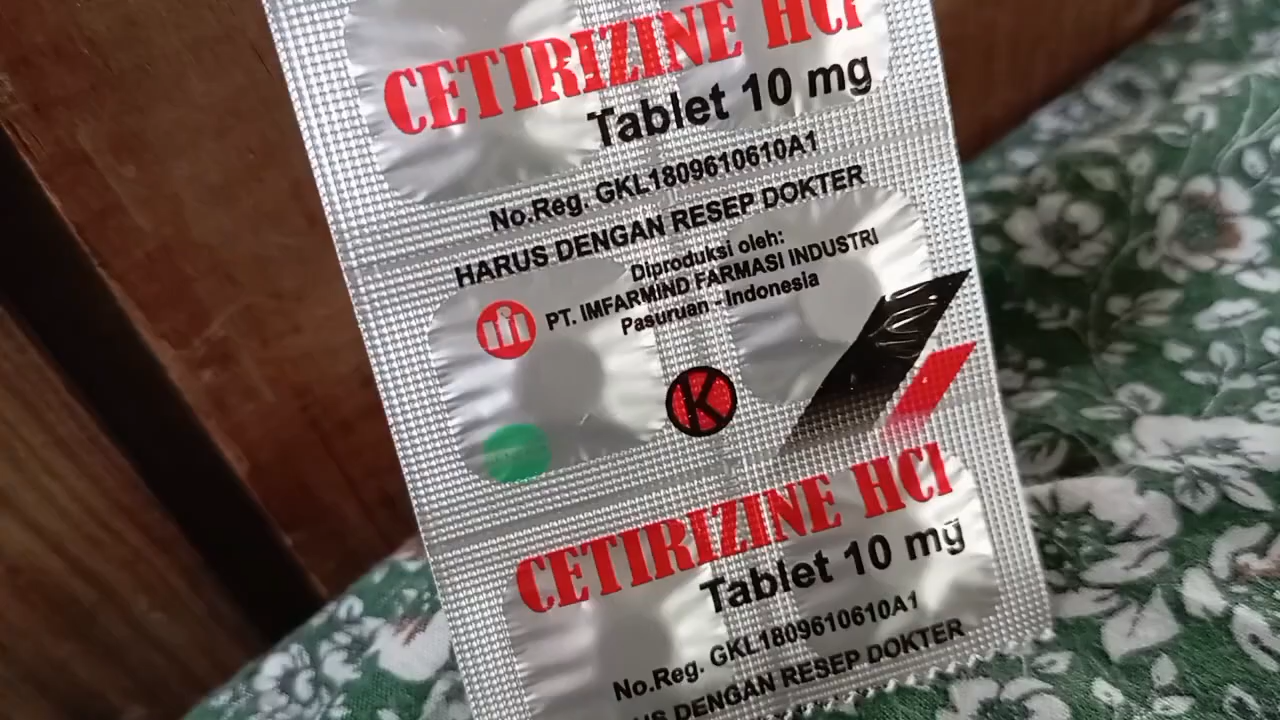 CETIRIZINE HCl
Tablet 10 mg
No.Reg. GKL1809610610A1
HARUS DENGAN RESEP DOKTER
Diproduksi oleh:
PT. IMFARMIND FARMASI INDUSTRI
Pasuruan - Indonesia
K
CETIRIZINE HCl
Tablet 10 mg
No.Reg. GKL1809610610A1
DENGAN RESEP DOKTER